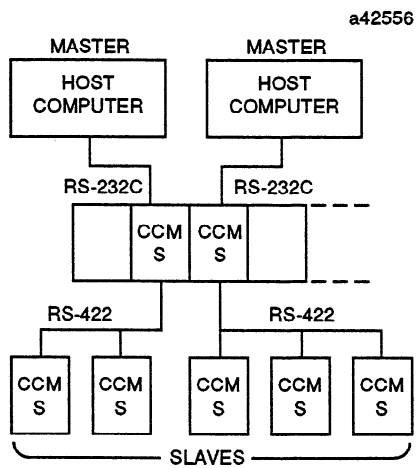 a42556
MASTER MASTER
HOST COMPUTER HOST COMPUTER
RS-232C RS-232C
CCM S CCM S
RS-422 RS-422
CCM S CCM S CCM S CCM S CCM S
SLAVES